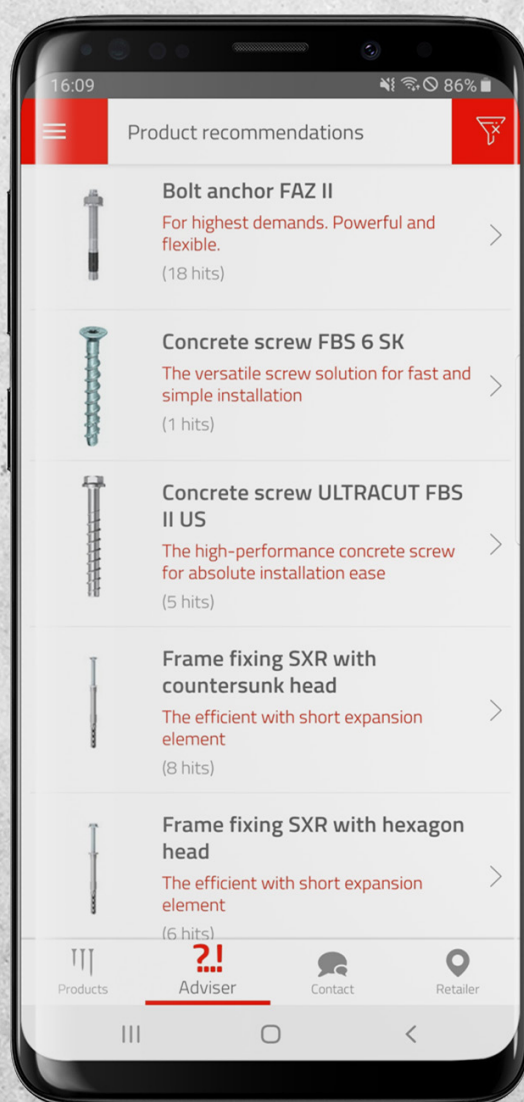 16:09
86%
Product recommendations
Bolt anchor FAZ II
For highest demands. Powerful and
flexible.
(18 hits)
Concrete screw FBS 6 SK
The versatile screw solution for fast and
simple installation
(1 hits)
Concrete screw ULTRACUT FBS
II US
The high-performance concrete screw
for absolute installation ease
(5 hits)
Frame fixing SXR with
countersunk head
The efficient with short expansion
element
(8 hits)
Frame fixing SXR with hexagon
head
The efficient with short expansion
element
(6 hits)
?!
Products
Adviser
Contact
Retailer